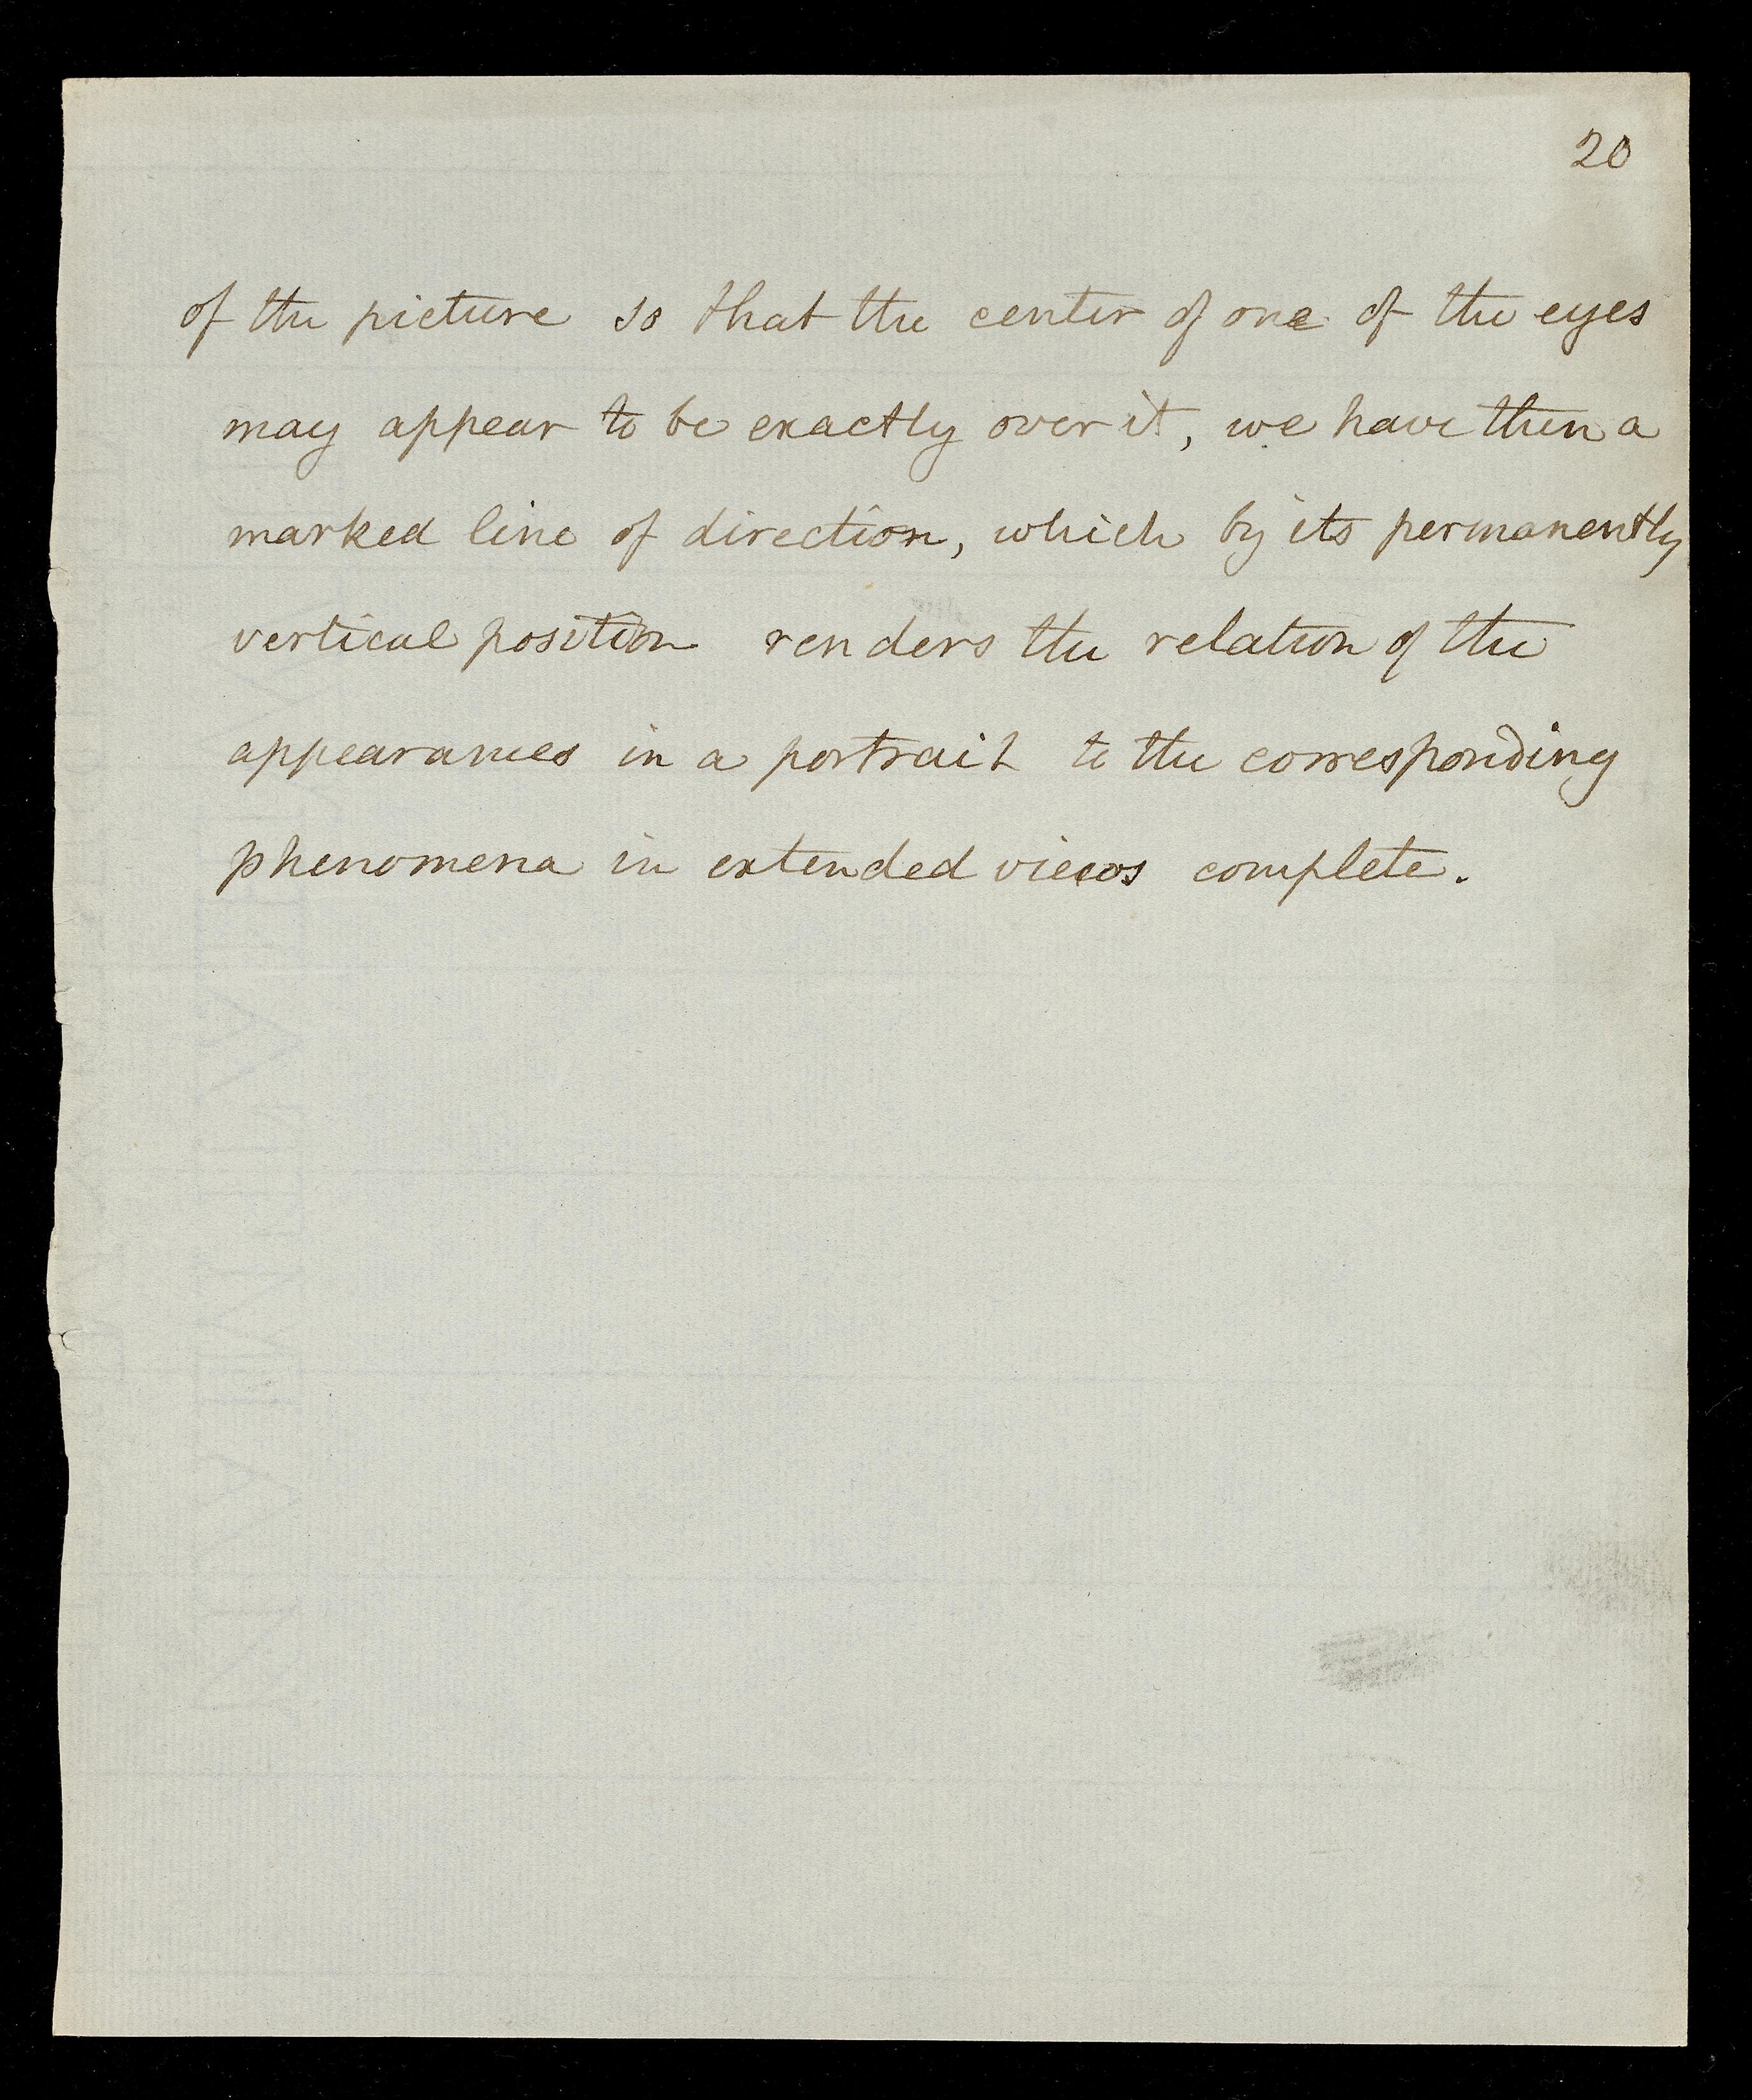 20
of the picture so that the center of one of the eyes
may appear to be exactly over it, we have then a
marked line of direction, which by its permanently
vertical position renders the relation of the
appearances in a portrait to the corresponding
phenomena in extended views complete.